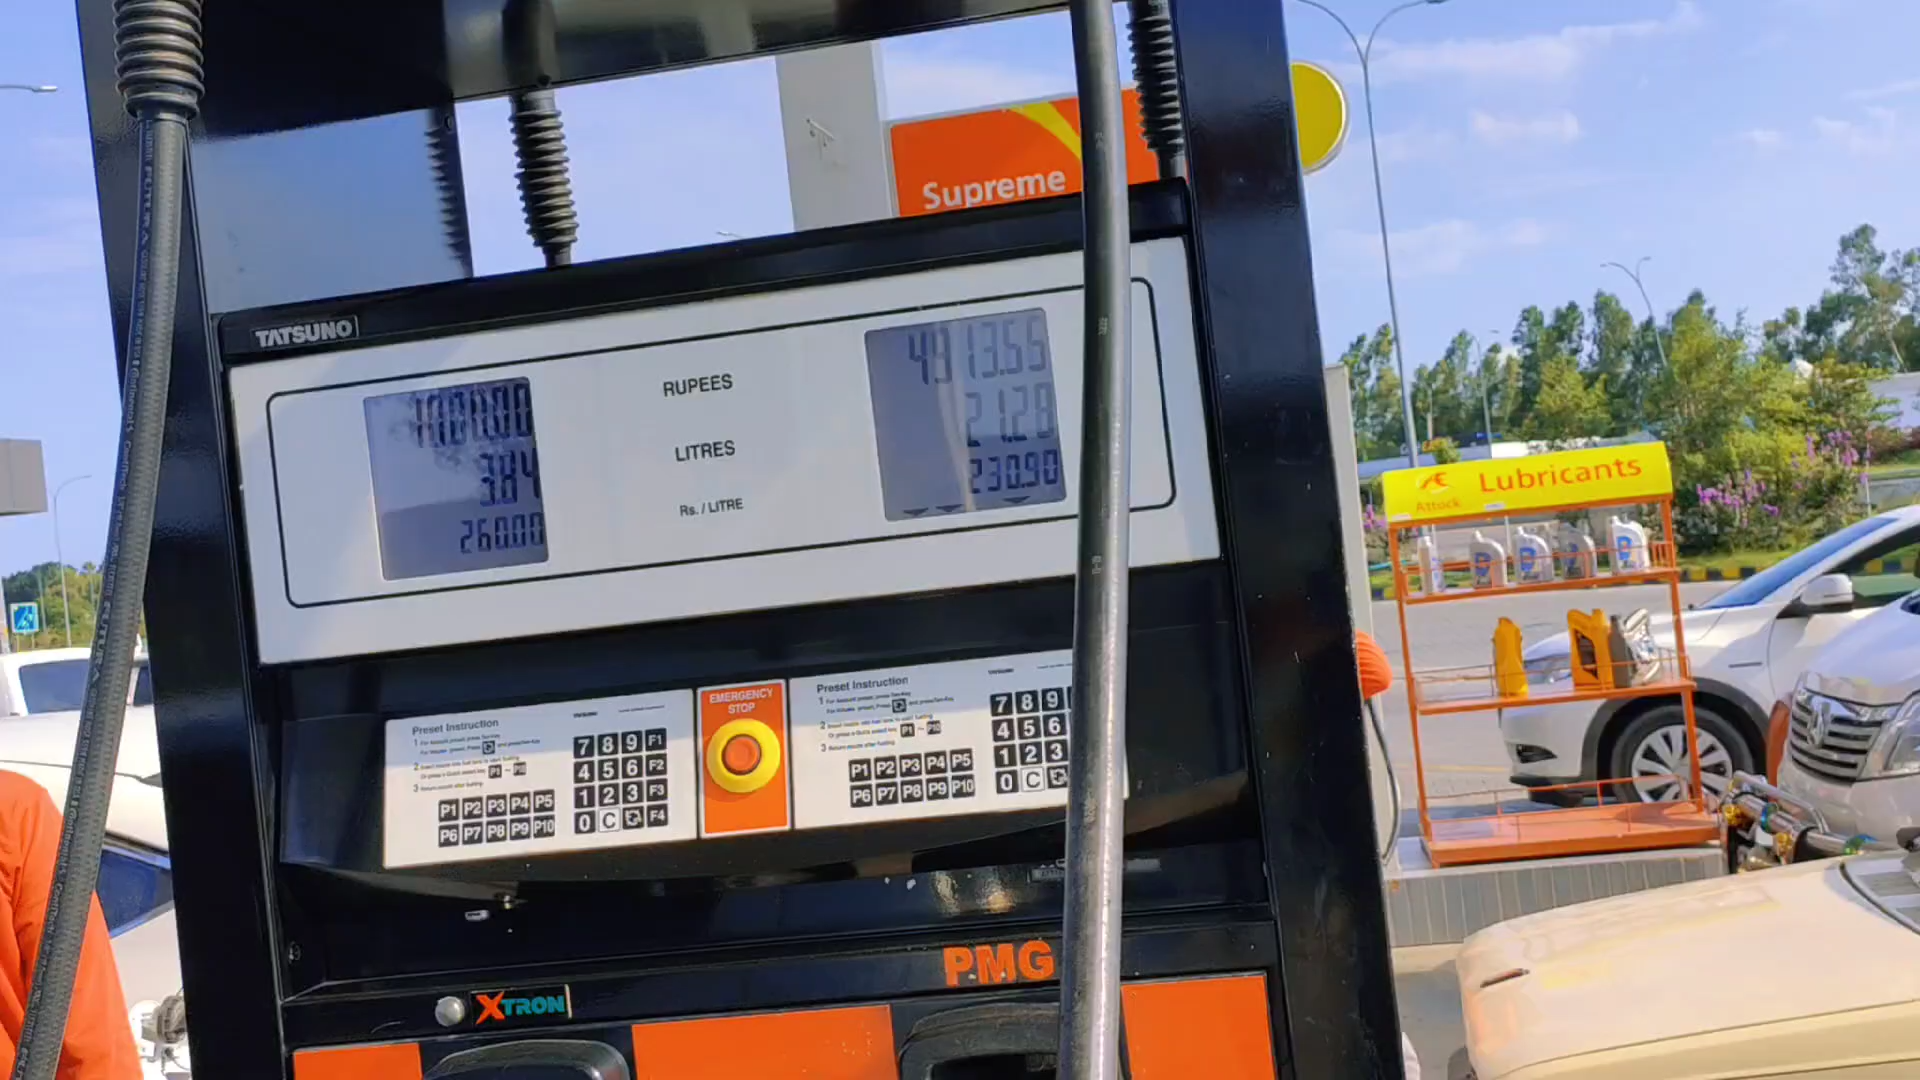 Supreme
TATSUNO
1000.00
3.84
260.00
RUPEES
LITRES
Rs. / LITRE
4913.55
21.28
230.90
Attock
Lubricants
Preset Instruction
TATSUNO
7 8 9 F1
4 5 6 F2
1 2 3 F3
0 C F4
P1 P2 P3 P4 P5
P6 P7 P8 P9 P10
EMERGENCY
STOP
Preset Instruction
TATSUNO
7 8 9
4 5 6
1 2 3
0 C
P1 P2 P3 P4 P5
P6 P7 P8 P9 P10
PMG
XTRON